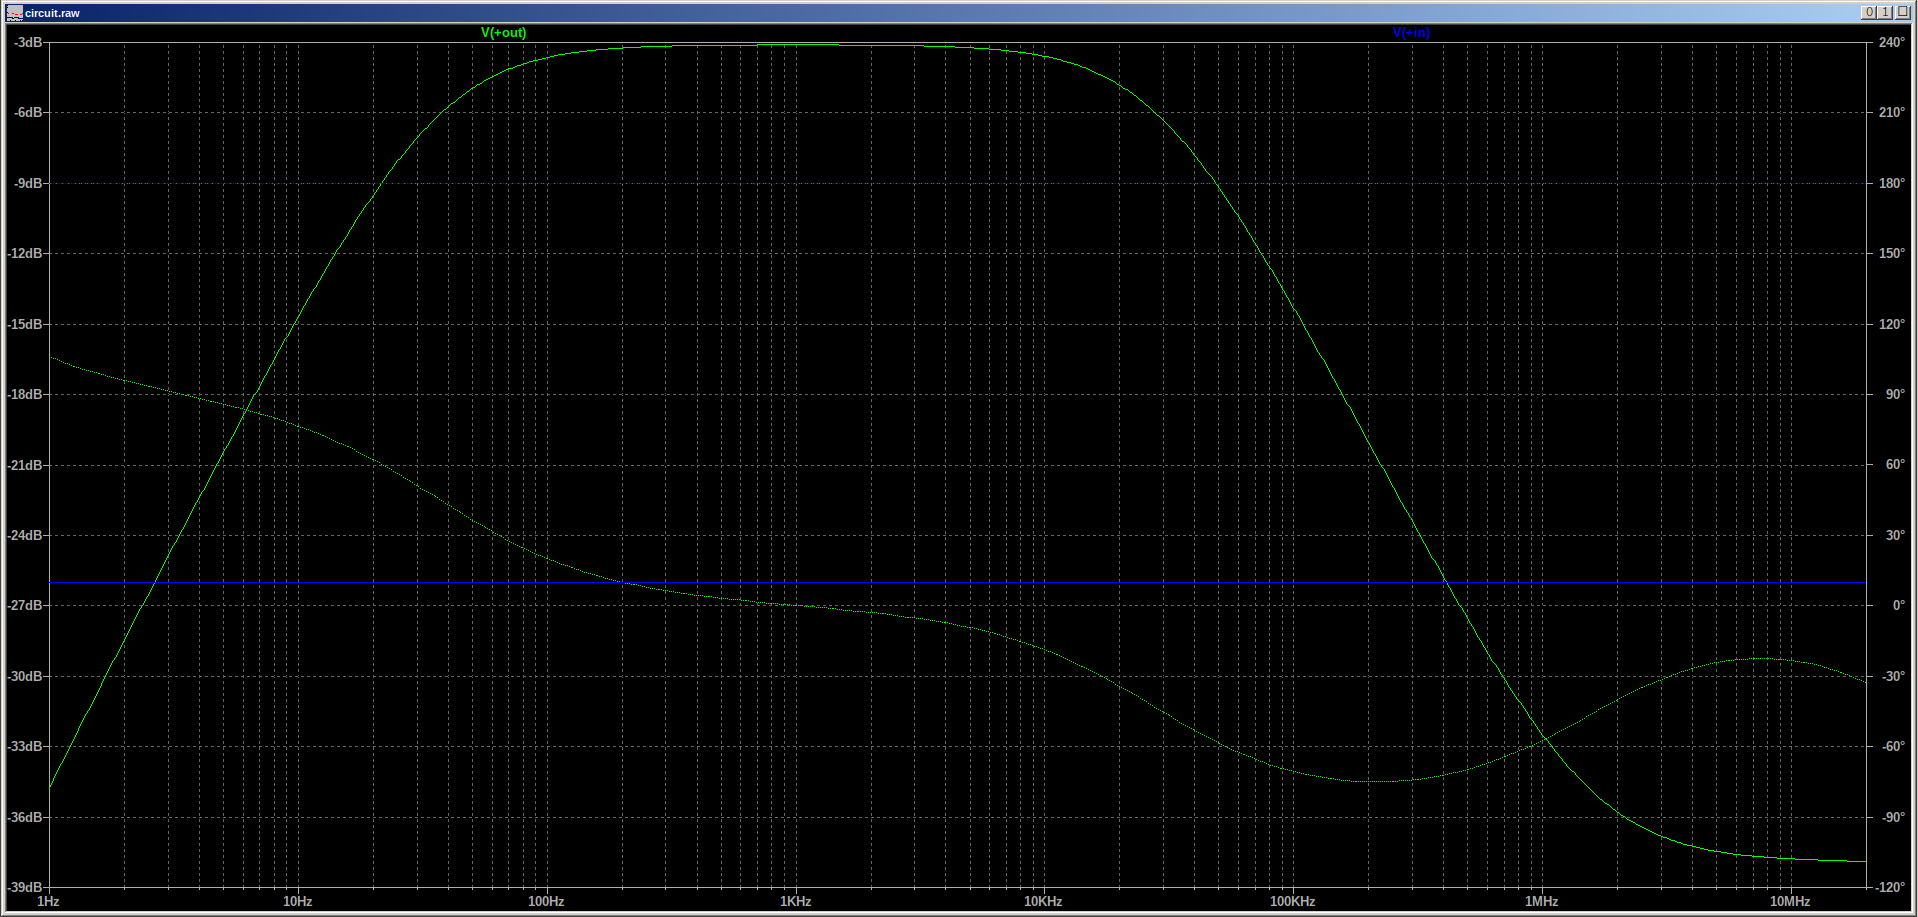 circuit.raw
V(+out) V(+in)
-3dB 240°
-6dB 210°
-9dB 180°
-12dB 150°
-15dB 120°
-18dB 90°
-21dB 60°
-24dB 30°
-27dB 0°
-30dB -30°
-33dB -60°
-36dB -90°
-39dB -120°
1Hz 10Hz 100Hz 1KHz 10KHz 100KHz 1MHz 10MHz